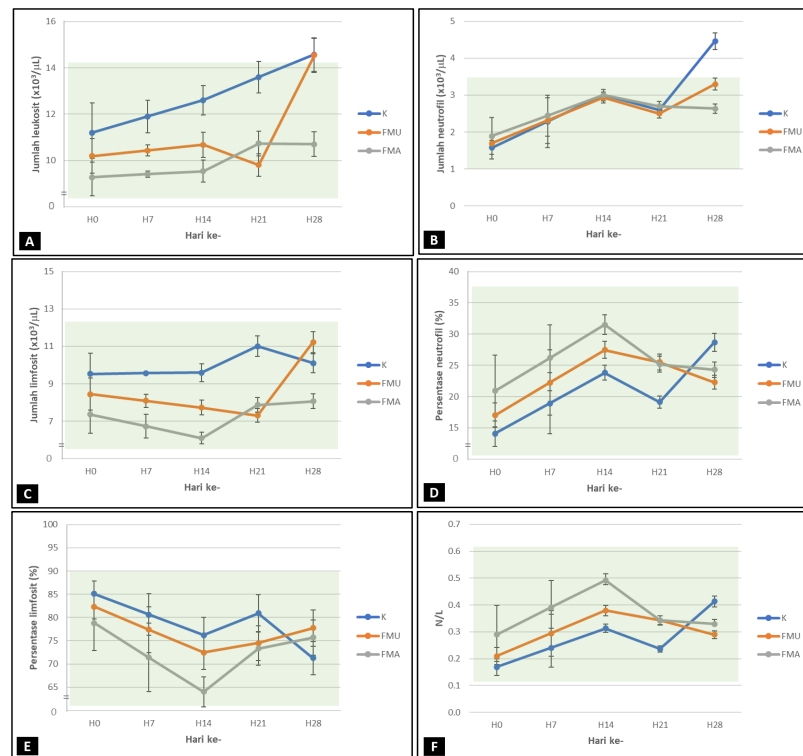 Jumlah leukosit (x10³/µL)
16
14
12
10
0
H0 H7 H14 H21 H28
Hari ke-
K
FMU
FMA
A
Jumlah neutrofil (x10³/µL)
5
4
3
2
1
0
H0 H7 H14 H21 H28
Hari ke-
K
FMU
FMA
B
Jumlah limfosit (x10³/µL)
15
13
11
9
7
0
H0 H7 H14 H21 H28
Hari ke-
K
FMU
FMA
C
Persentase neutrofil (%)
40
35
30
25
20
15
0
H0 H7 H14 H21 H28
Hari ke-
K
FMU
FMA
D
Persentase limfosit (%)
100
95
90
85
80
75
70
65
0
H0 H7 H14 H21 H28
Hari ke-
K
FMU
FMA
E
N/L
0.7
0.6
0.5
0.4
0.3
0.2
0.1
0.0
H0 H7 H14 H21 H28
Hari ke-
K
FMU
FMA
F